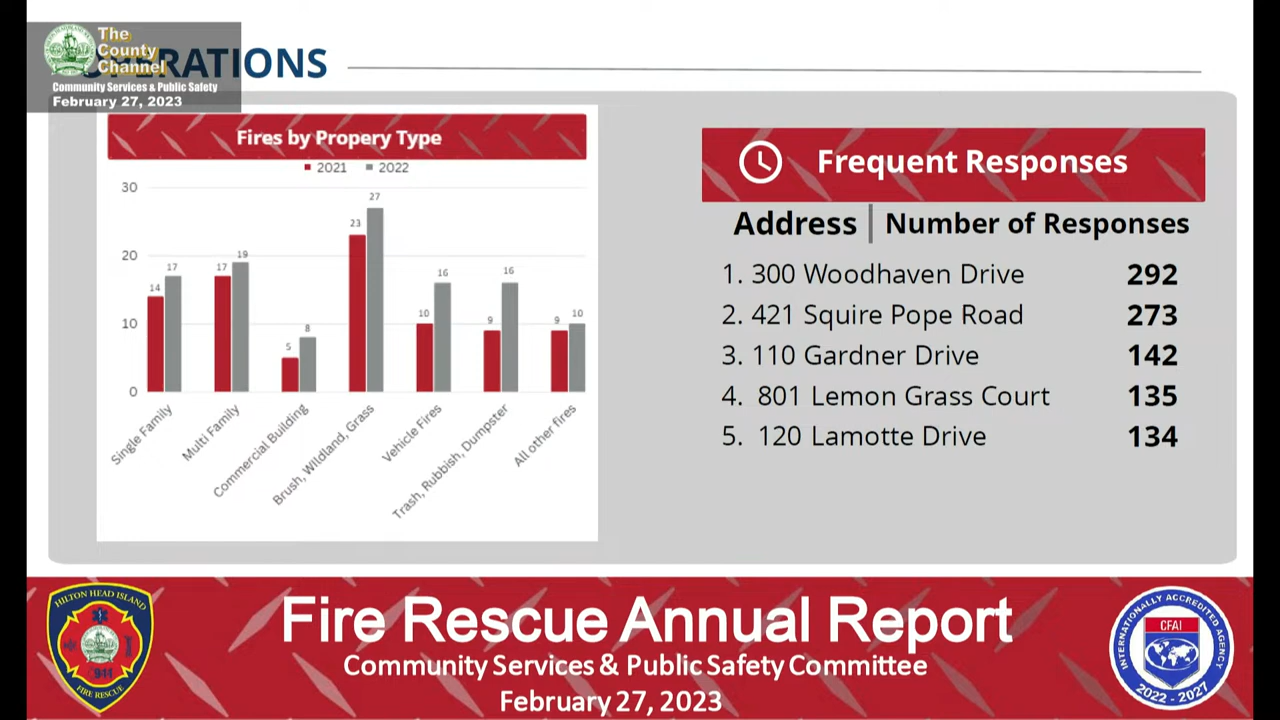 The
County
Channel
Community Services & Public Safety
February 27, 2023
OPERATIONS
Fires by Propery Type
2021 2022
30
20
10
0
14 17
17 19
5 8
23 27
10 16
9 16
9 10
Single Family
Multi Family
Commercial Building
Brush, Wildland, Grass
Vehicle Fires
Trash, Rubbish, Dumpster
All other fires
Frequent Responses
Address | Number of Responses
1. 300 Woodhaven Drive 292
2. 421 Squire Pope Road 273
3. 110 Gardner Drive 142
4. 801 Lemon Grass Court 135
5. 120 Lamotte Drive 134
HILTON HEAD ISLAND
911
FIRE RESCUE
Fire Rescue Annual Report
Community Services & Public Safety Committee
February 27, 2023
INTERNATIONALLY ACCREDITED AGENCY
CFAI
2022 - 2027